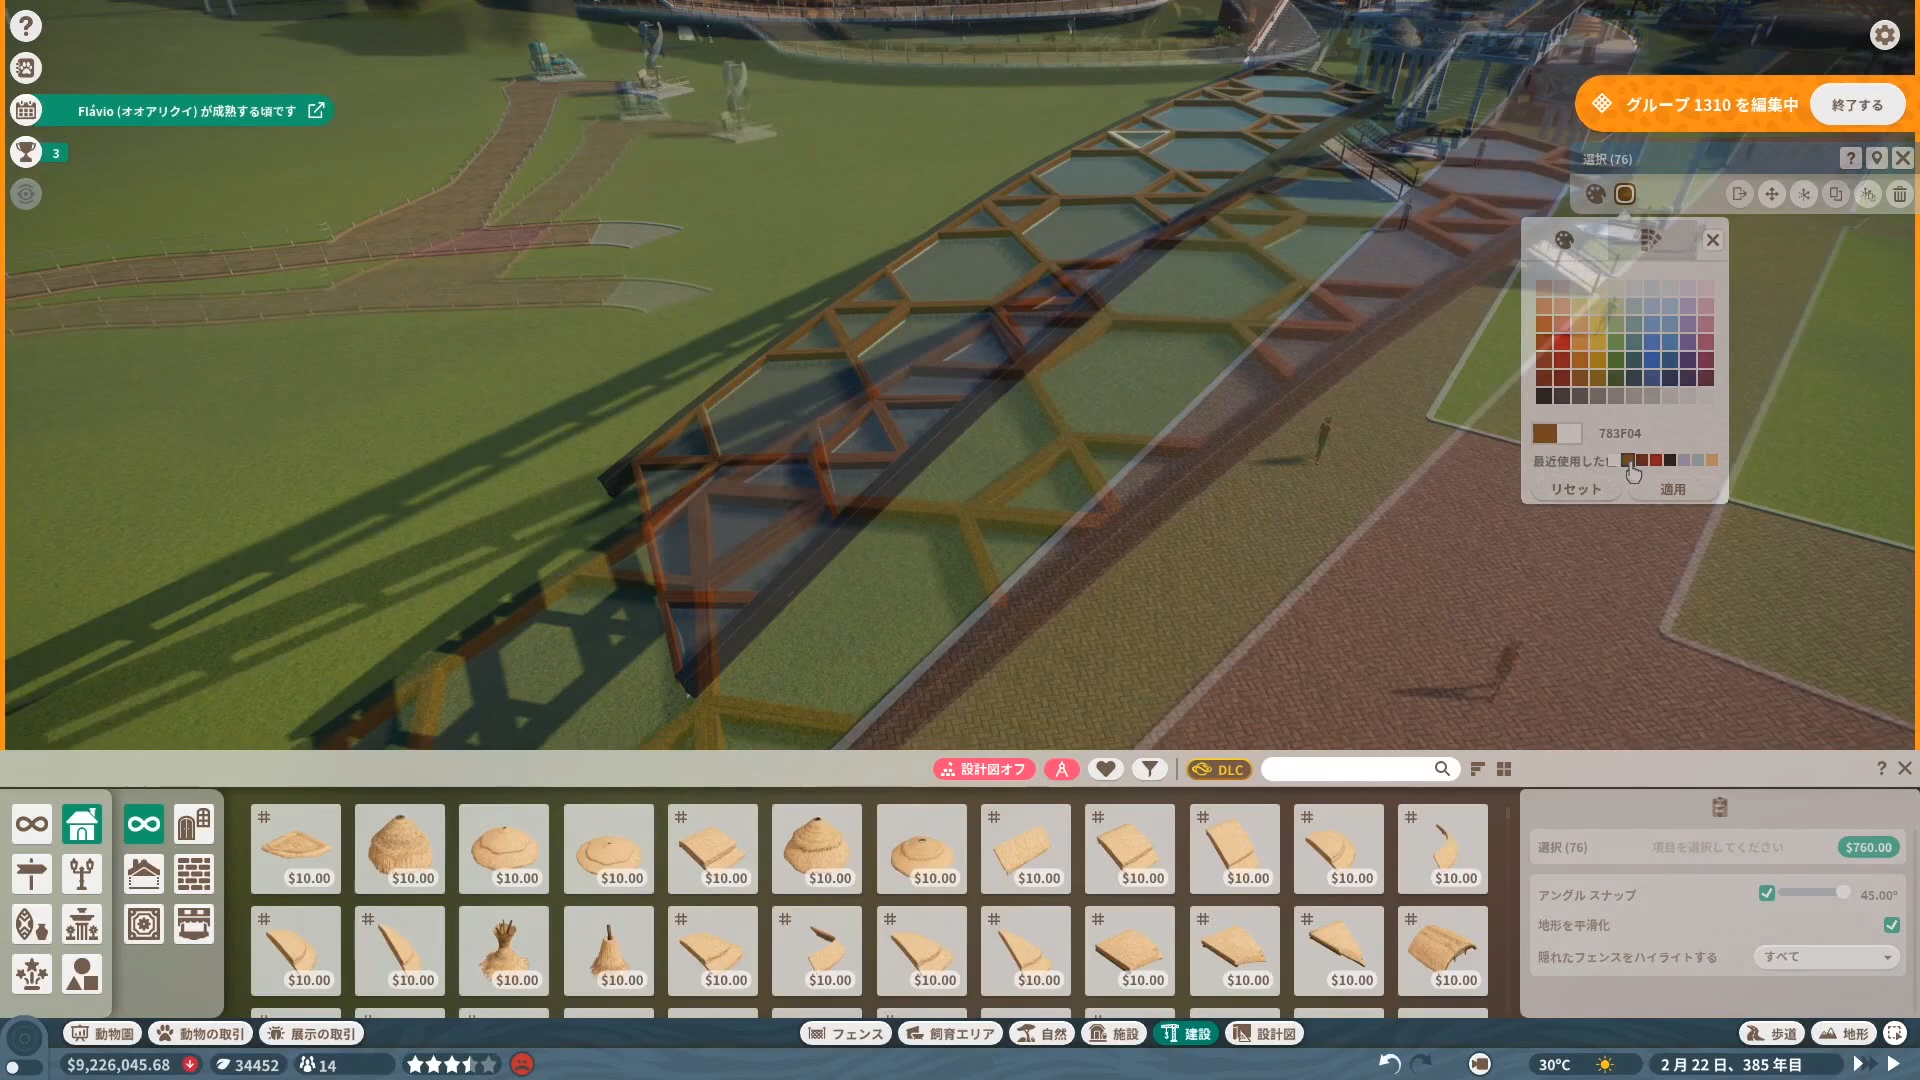 Flávio (オオアリクイ) が成熟する頃です
3
グループ 1310 を編集中
終了する
選択 (76)
783F04
最近使用した
リセット
適用
設計図オフ
DLC
$10.00 $10.00 $10.00 $10.00 $10.00 $10.00 $10.00 $10.00 $10.00 $10.00 $10.00 $10.00
$10.00 $10.00 $10.00 $10.00 $10.00 $10.00 $10.00 $10.00 $10.00 $10.00 $10.00 $10.00
選択 (76)
項目を選択してください
$760.00
アングル スナップ
45.00°
地形を平滑化
隠れたフェンスをハイライトする
すべて
動物園
動物の取引
展示の取引
フェンス
飼育エリア
自然
施設
建設
設計図
歩道
地形
$9,226,045.68
34452
14
30°C
2 月 22 日、385 年目